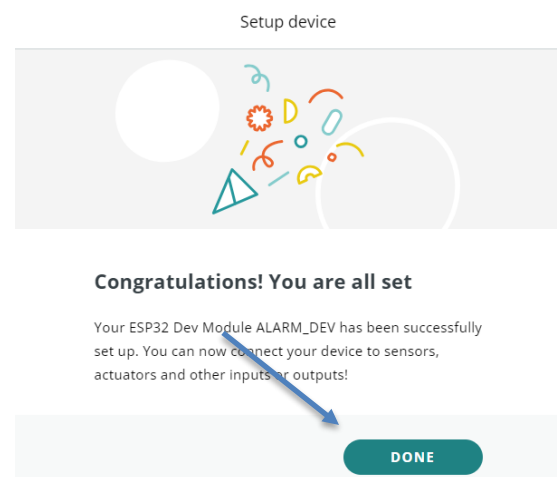 Setup device
Congratulations! You are all set
Your ESP32 Dev Module ALARM_DEV has been successfully
set up. You can now connect your device to sensors,
actuators and other inputs or outputs!
DONE